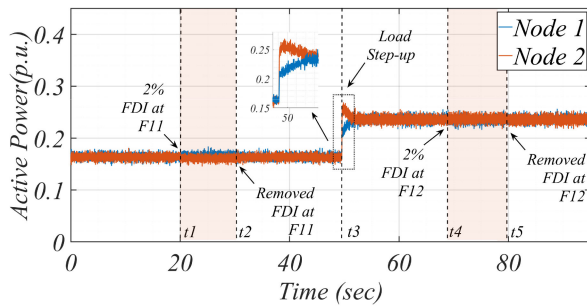 Active Power(p.u.)
0.4
0.3
0.2
0.1
0
0
20
40
60
80
Time (sec)
Node 1
Node 2
0.25
0.2
0.15
50
Load
Step-up
2%
FDI at
F11
Removed
FDI at
F11
2%
FDI at
F12
Removed
FDI at
F12
t1
t2
t3
t4
t5